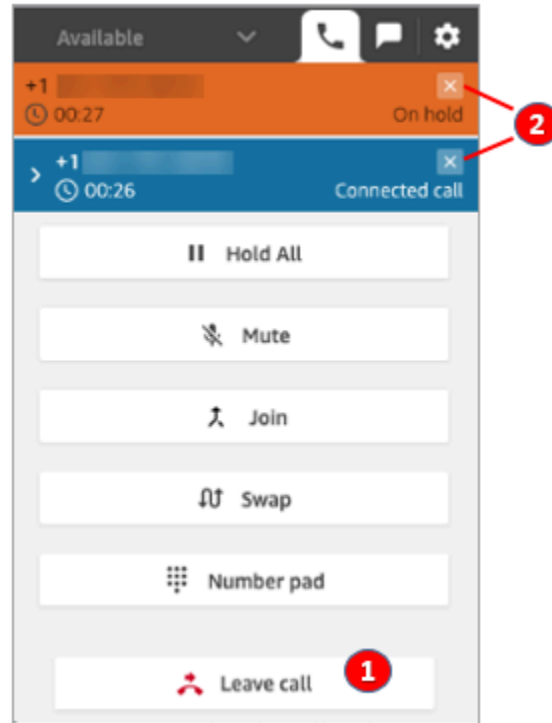 Available
+1
00:27
On hold
2
+1
00:26
Connected call
Hold All
Mute
Join
Swap
Number pad
Leave call
1